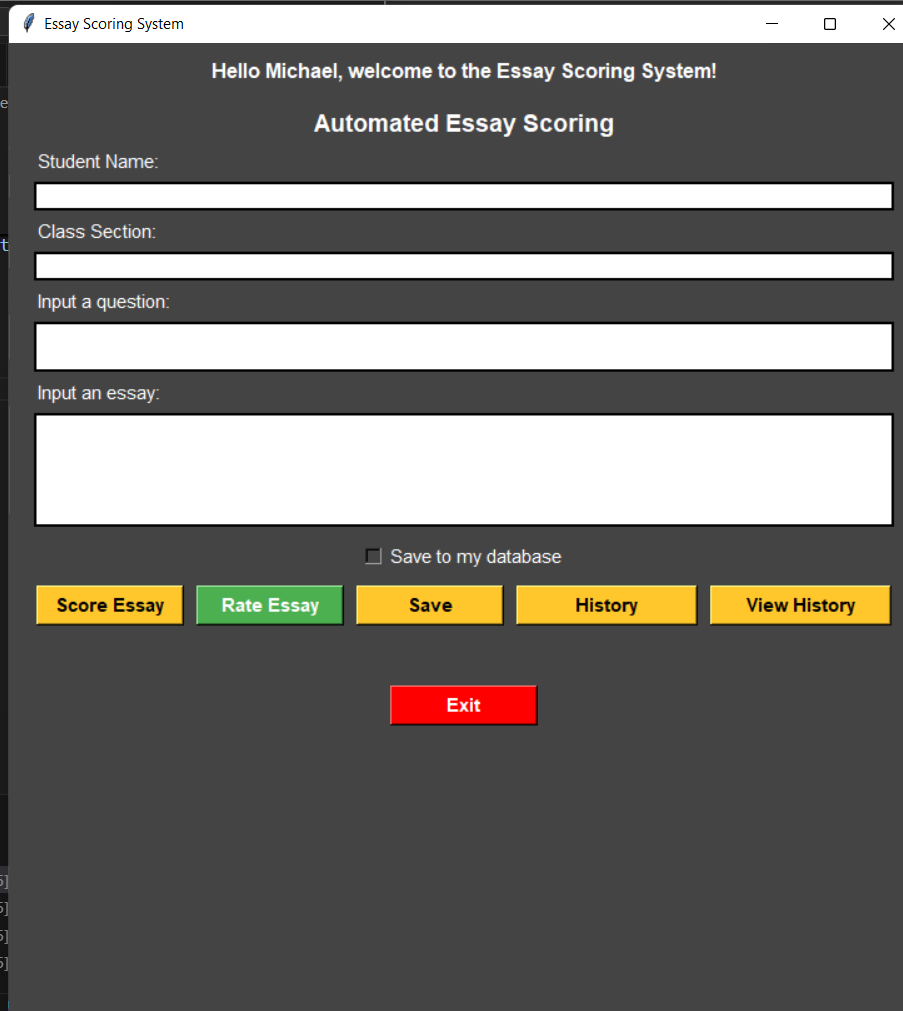 Essay Scoring System
Hello Michael, welcome to the Essay Scoring System!
Automated Essay Scoring
Student Name:
Class Section:
Input a question:
Input an essay:
Save to my database
Score Essay Rate Essay Save History View History
Exit